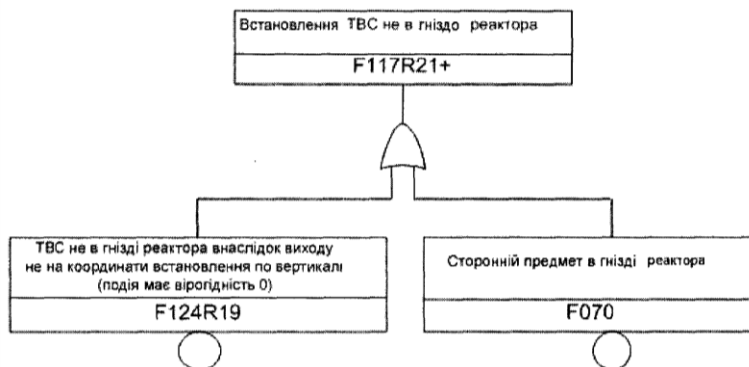 Встановлення ТВС не в гніздо реактора
F117R21+
ТВС не в гнізді реактора внаслідок виходу
не на координати встановлення по вертикалі
(подія має вірогідність 0)
F124R19
Сторонній предмет в гнізді реактора
F070